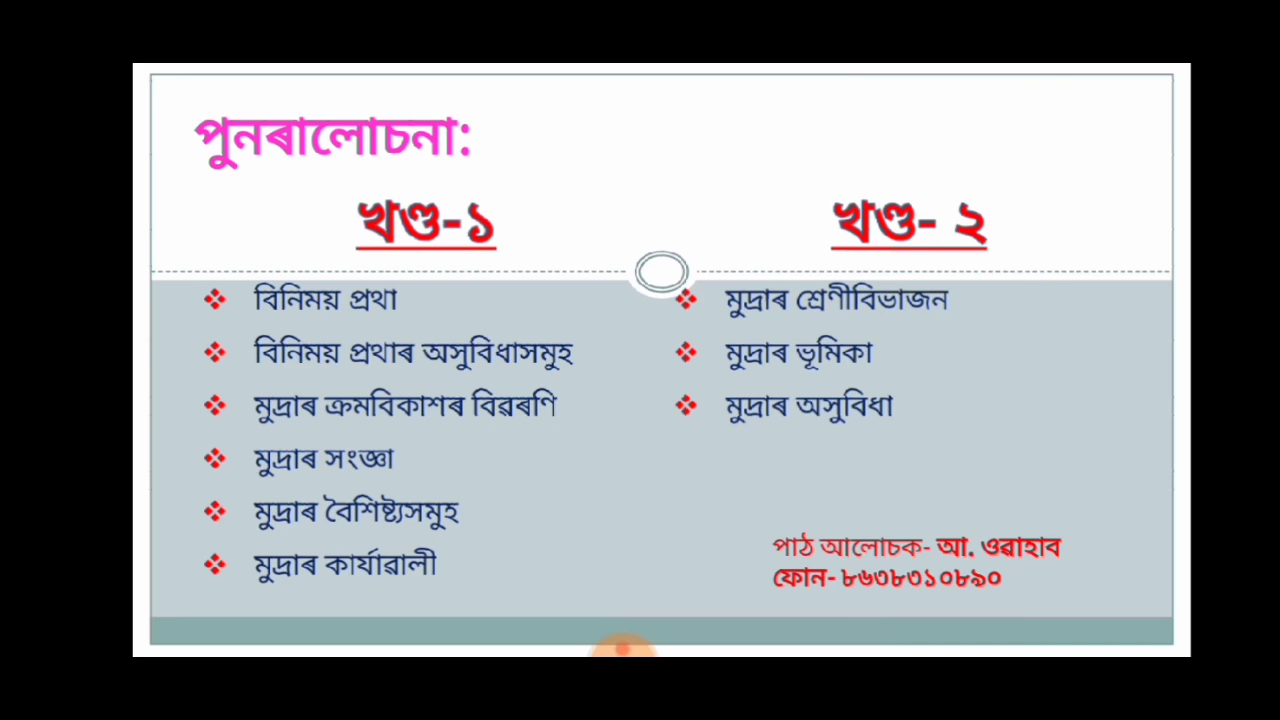 পুনৰালোচনা:
খণ্ড-১
বিনিময় প্ৰথা
বিনিময় প্ৰথাৰ অসুবিধাসমুহ
মুদ্ৰাৰ ক্ৰমবিকাশৰ বিৱৰণি
মুদ্ৰাৰ সংজ্ঞা
মুদ্ৰাৰ বৈশিষ্ট্যসমুহ
মুদ্ৰাৰ কাৰ্যাৱালী
খণ্ড- ২
মুদ্ৰাৰ শ্ৰেণীবিভাজন
মুদ্ৰাৰ ভূমিকা
মুদ্ৰাৰ অসুবিধা
পাঠ আলোচক- আ. ওৱাহাব
ফোন- ৮৬৩৮৩১০৮৯০